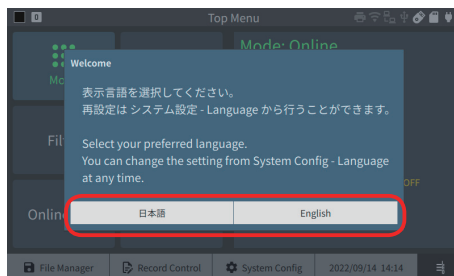 0
Top Menu
Mode: Online
Welcome
表示言語を選択してください。
再設定は システム設定 - Language から行うことができます。
Select your preferred language.
You can change the setting from System Config - Language
at any time.
OFF
Online
日本語
English
File Manager
Record Control
System Config
2022/09/14 14:14